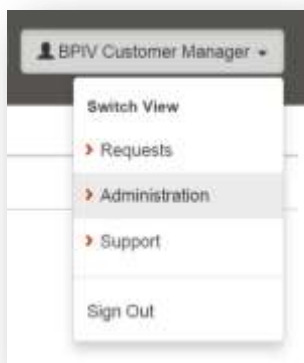 BPIV Customer Manager
Switch View
Requests
Administration
Support
Sign Out